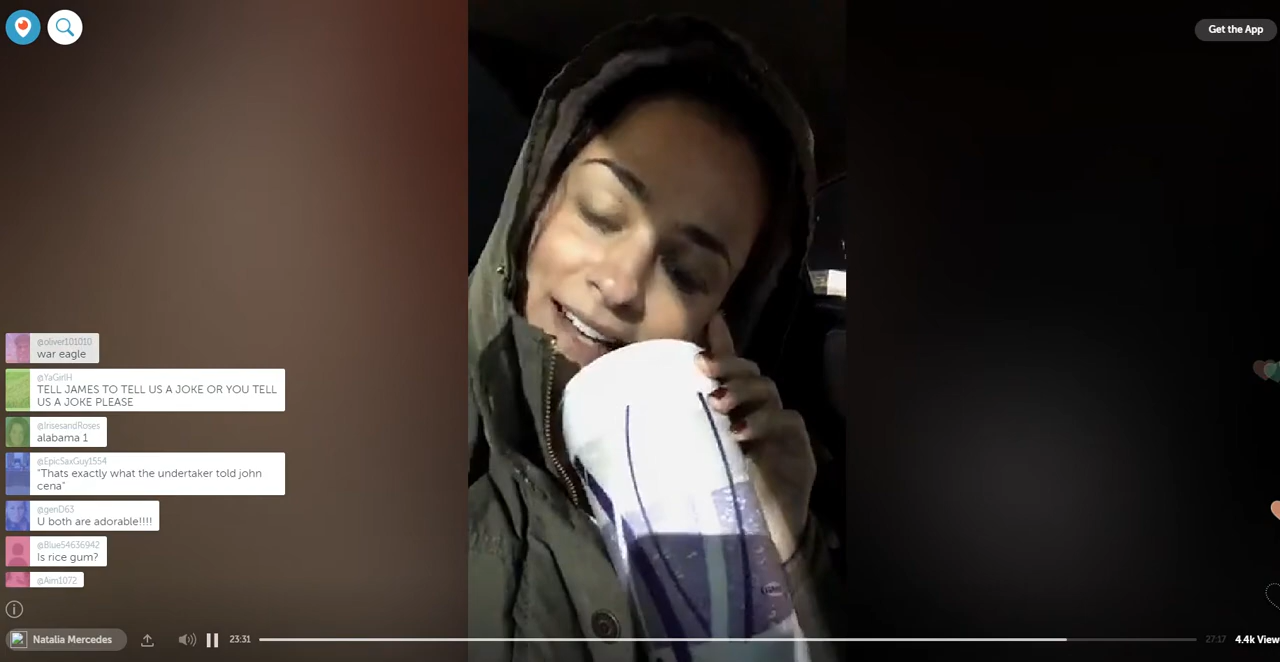 Get the App
@oliver101010
war eagle
@YaGirlH
TELL JAMES TO TELL US A JOKE OR YOU TELL
US A JOKE PLEASE
@IrisesandRoses
alabama 1
@EpicSaxGuy1554
"Thats exactly what the undertaker told john
cena"
@genD63
U both are adorable!!!!
@Blue54636942
Is rice gum?
@Aim1072
Natalia Mercedes
23:31
27:17
4.4k View